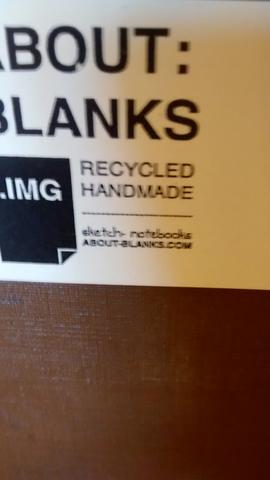 ABOUT:
BLANKS
.IMG
RECYCLED
HANDMADE
sketch- notebooks
ABOUT-BLANKS.COM